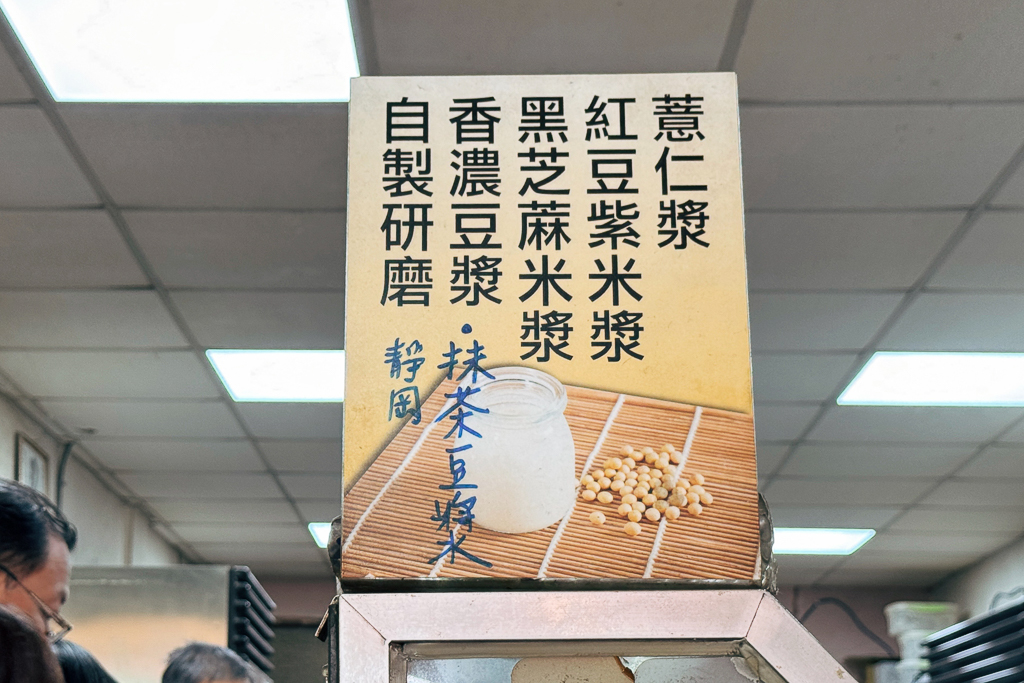 薏仁漿
紅豆紫米漿
黑芝蔴米漿
香濃豆漿・抹茶豆漿
自製研磨 靜岡